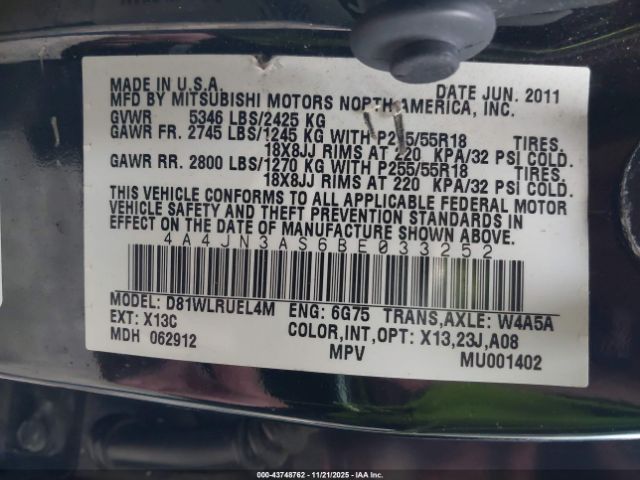 MADE IN U.S.A. DATE JUN. 2011
MFD BY MITSUBISHI MOTORS NORTH AMERICA, INC.
GVWR 5346 LBS/2425 KG
GAWR FR. 2745 LBS/1245 KG WITH P255/55R18 TIRES.
18X8JJ RIMS AT 220 KPA/32 PSI COLD.
GAWR RR. 2800 LBS/1270 KG WITH P255/55R18 TIRES.
18X8JJ RIMS AT 220 KPA/32 PSI COLD.
THIS VEHICLE CONFORMS TO ALL APPLICABLE FEDERAL MOTOR
VEHICLE SAFETY AND THEFT PREVENTION STANDARDS IN
EFFECT ON THE DATE OF MANUFACTURE SHOWN ABOVE.
4A4JN3AS6BE033252
MODEL: D81WLRUEL4M ENG: 6G75 TRANS,AXLE: W4A5A
EXT: X13C COLOR,INT,OPT: X13,23J,A08
MDH 062912 MPV MU001402
© 43748762 - 11/21/2025 - IAA Inc.